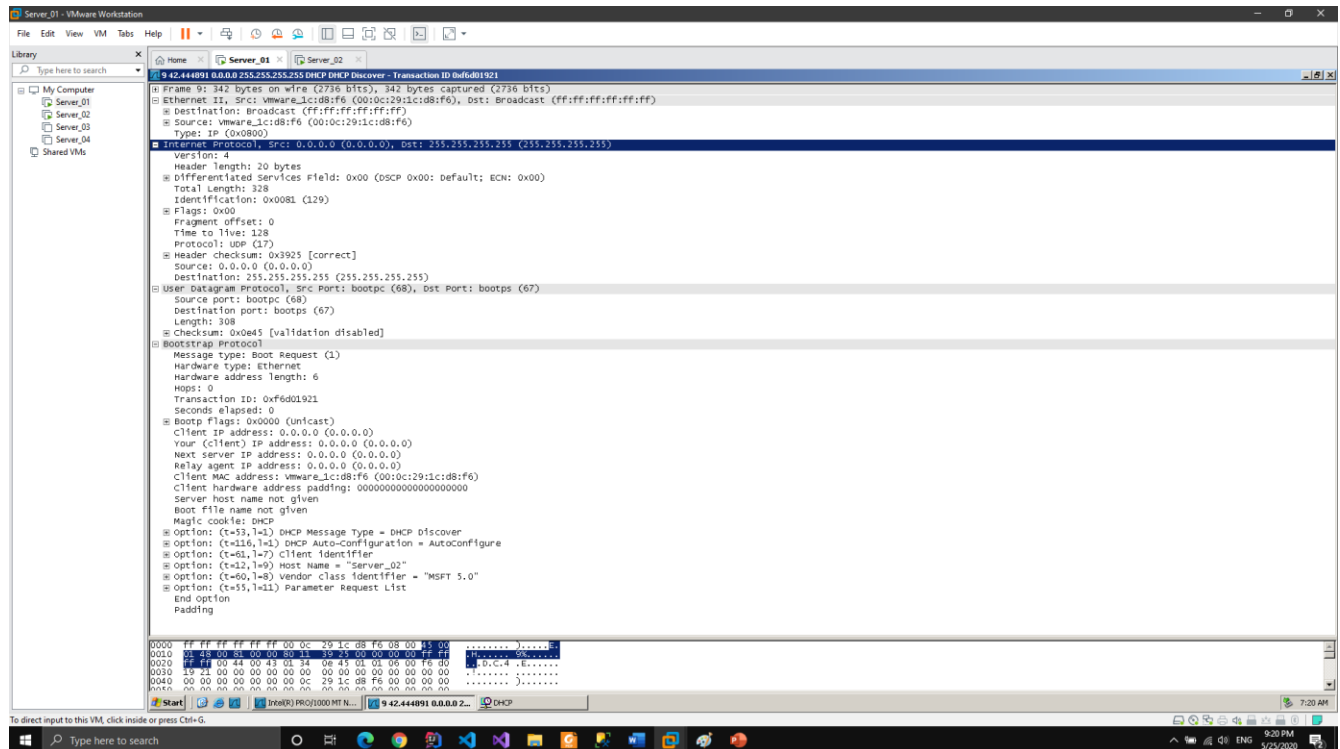 Server_01 - VMware Workstation
File Edit View VM Tabs Help
Library
Type here to search
My Computer
Server_01
Server_02
Server_03
Server_04
Shared VMs
Home Server_01 Server_02
9 42.444891 0.0.0.0 255.255.255.255 DHCP DHCP Discover - Transaction ID 0xf6d01921
Frame 9: 342 bytes on wire (2736 bits), 342 bytes captured (2736 bits)
Ethernet II, Src: Vmware_1c:d8:f6 (00:0c:29:1c:d8:f6), Dst: Broadcast (ff:ff:ff:ff:ff:ff)
Destination: Broadcast (ff:ff:ff:ff:ff:ff)
Source: Vmware_1c:d8:f6 (00:0c:29:1c:d8:f6)
Type: IP (0x0800)
Internet Protocol, Src: 0.0.0.0 (0.0.0.0), Dst: 255.255.255.255 (255.255.255.255)
Version: 4
Header length: 20 bytes
Differentiated Services Field: 0x00 (DSCP 0x00: Default; ECN: 0x00)
Total Length: 328
Identification: 0x0081 (129)
Flags: 0x00
Fragment offset: 0
Time to live: 128
Protocol: UDP (17)
Header checksum: 0x3925 [correct]
Source: 0.0.0.0 (0.0.0.0)
Destination: 255.255.255.255 (255.255.255.255)
User Datagram Protocol, Src Port: bootpc (68), Dst Port: bootps (67)
Source port: bootpc (68)
Destination port: bootps (67)
Length: 308
Checksum: 0x0e45 [validation disabled]
Bootstrap Protocol
Message type: Boot Request (1)
Hardware type: Ethernet
Hardware address length: 6
Hops: 0
Transaction ID: 0xf6d01921
Seconds elapsed: 0
Bootp flags: 0x0000 (Unicast)
Client IP address: 0.0.0.0 (0.0.0.0)
Your (client) IP address: 0.0.0.0 (0.0.0.0)
Next server IP address: 0.0.0.0 (0.0.0.0)
Relay agent IP address: 0.0.0.0 (0.0.0.0)
Client MAC address: Vmware_1c:d8:f6 (00:0c:29:1c:d8:f6)
Client hardware address padding: 00000000000000000000
Server host name not given
Boot file name not given
Magic cookie: DHCP
Option: (t=53,l=1) DHCP Message Type = DHCP Discover
Option: (t=116,l=1) DHCP Auto-Configuration = AutoConfigure
Option: (t=61,l=7) Client identifier
Option: (t=12,l=9) Host Name = "Server_02"
Option: (t=60,l=8) Vendor class identifier = "MSFT 5.0"
Option: (t=55,l=11) Parameter Request List
End Option
Padding
0000 ff ff ff ff ff ff 00 0c 29 1c d8 f6 08 00 45 00 ........ ).....E.
0010 01 48 00 81 00 00 80 11 39 25 00 00 00 00 ff ff .H...... 9%......
0020 ff ff 00 44 00 43 01 34 0e 45 01 01 06 00 f6 d0 ...D.C.4 .E......
0030 19 21 00 00 00 00 00 00 00 00 00 00 00 00 00 00 .!...... ........
0040 00 00 00 00 00 0c 29 1c d8 f6 00 00 00 00 00 00 ........ ).......
Start Intel(R) PRO/1000 MT N... 9 42.444891 0.0.0.0 2... DHCP 7:20 AM
To direct input to this VM, click inside or press Ctrl+G.
Type here to search
ENG 9:20 PM
5/25/2020